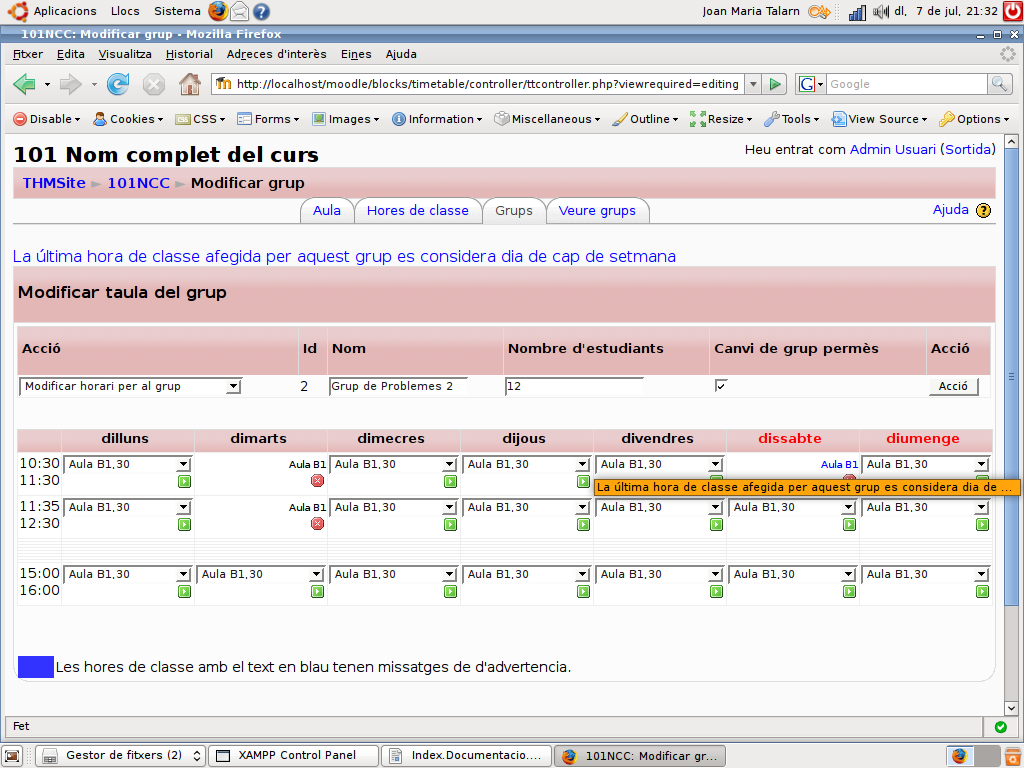 Aplicacions Llocs Sistema Joan Maria Talarn dl, 7 de jul, 21:32
101NCC: Modificar grup - Mozilla Firefox
Fitxer Edita Visualitza Historial Adreces d'interès Eines Ajuda
http://localhost/moodle/blocks/timetable/controller/ttcontroller.php?viewrequired=editing G Google
Disable Cookies CSS Forms Images Information Miscellaneous Outline Resize Tools View Source Options
101 Nom complet del curs Heu entrat com Admin Usuari (Sortida)
THMSite ► 101NCC ► Modificar grup
Aula Hores de classe Grups Veure grups Ajuda ?
La última hora de classe afegida per aquest grup es considera dia de cap de setmana
Modificar taula del grup
Acció Id Nom Nombre d'estudiants Canvi de grup permès Acció
Modificar horari per al grup 2 Grup de Problemes 2 12 Acció
dilluns dimarts dimecres dijous divendres dissabte diumenge
10:30 Aula B1,30 Aula B1 Aula B1,30 Aula B1,30 Aula B1,30 Aula B1 Aula B1,30
11:30
La última hora de classe afegida per aquest grup es considera dia de ...
11:35 Aula B1,30 Aula B1 Aula B1,30 Aula B1,30 Aula B1,30 Aula B1,30 Aula B1,30
12:30
15:00 Aula B1,30 Aula B1,30 Aula B1,30 Aula B1,30 Aula B1,30 Aula B1,30 Aula B1,30
16:00
Les hores de classe amb el text en blau tenen missatges de d'advertencia.
Fet
Gestor de fitxers (2) XAMPP Control Panel Index.Documentacio.... 101NCC: Modificar gr...